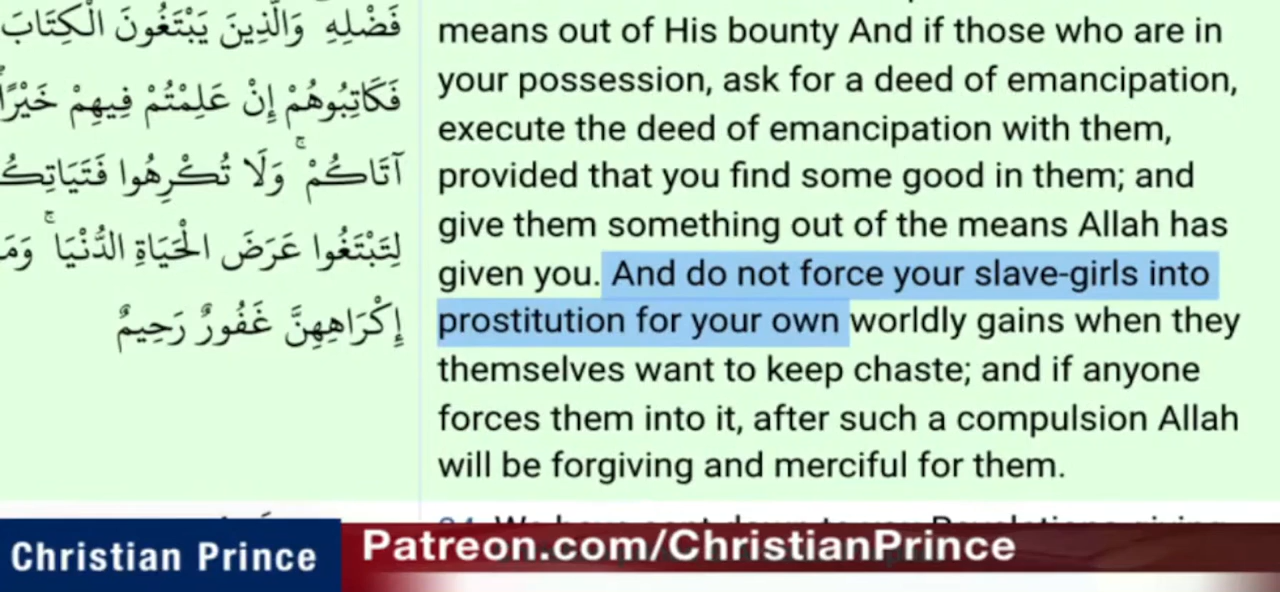 فَضْلِهِ وَالَّذِينَ يَبْتَغُونَ الْكِتَابَ
فَكَاتِبُوهُمْ إِنْ عَلِمْتُمْ فِيهِمْ خَيْرًا
آتَاكُمْ ۚ وَلَا تُكْرِهُوا
لِتَبْتَغُوا عَرَضَ الْحَيَاةِ الدُّنْيَا ۚ
إِكْرَاهِهِنَّ غَفُورٌ رَحِيمٌ
means out of His bounty And if those who are in
your possession, ask for a deed of emancipation,
execute the deed of emancipation with them,
provided that you find some good in them; and
give them something out of the means Allah has
given you. And do not force your slave-girls into
prostitution for your own worldly gains when they
themselves want to keep chaste; and if anyone
forces them into it, after such a compulsion Allah
will be forgiving and merciful for them.
Christian Prince
Patreon.com/ChristianPrince